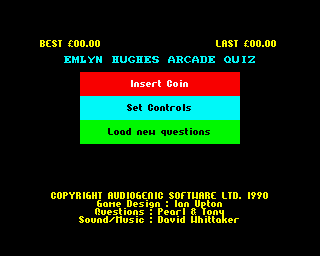 BEST £00.00 LAST £00.00
EMLYN HUGHES ARCADE QUIZ
Insert Coin
Set Controls
Load new questions
COPYRIGHT AUDIOGENIC SOFTWARE LTD. 1990
Game Design : Ian Upton
Questions : Pearl & Tony
Sound/Music : David Whittaker